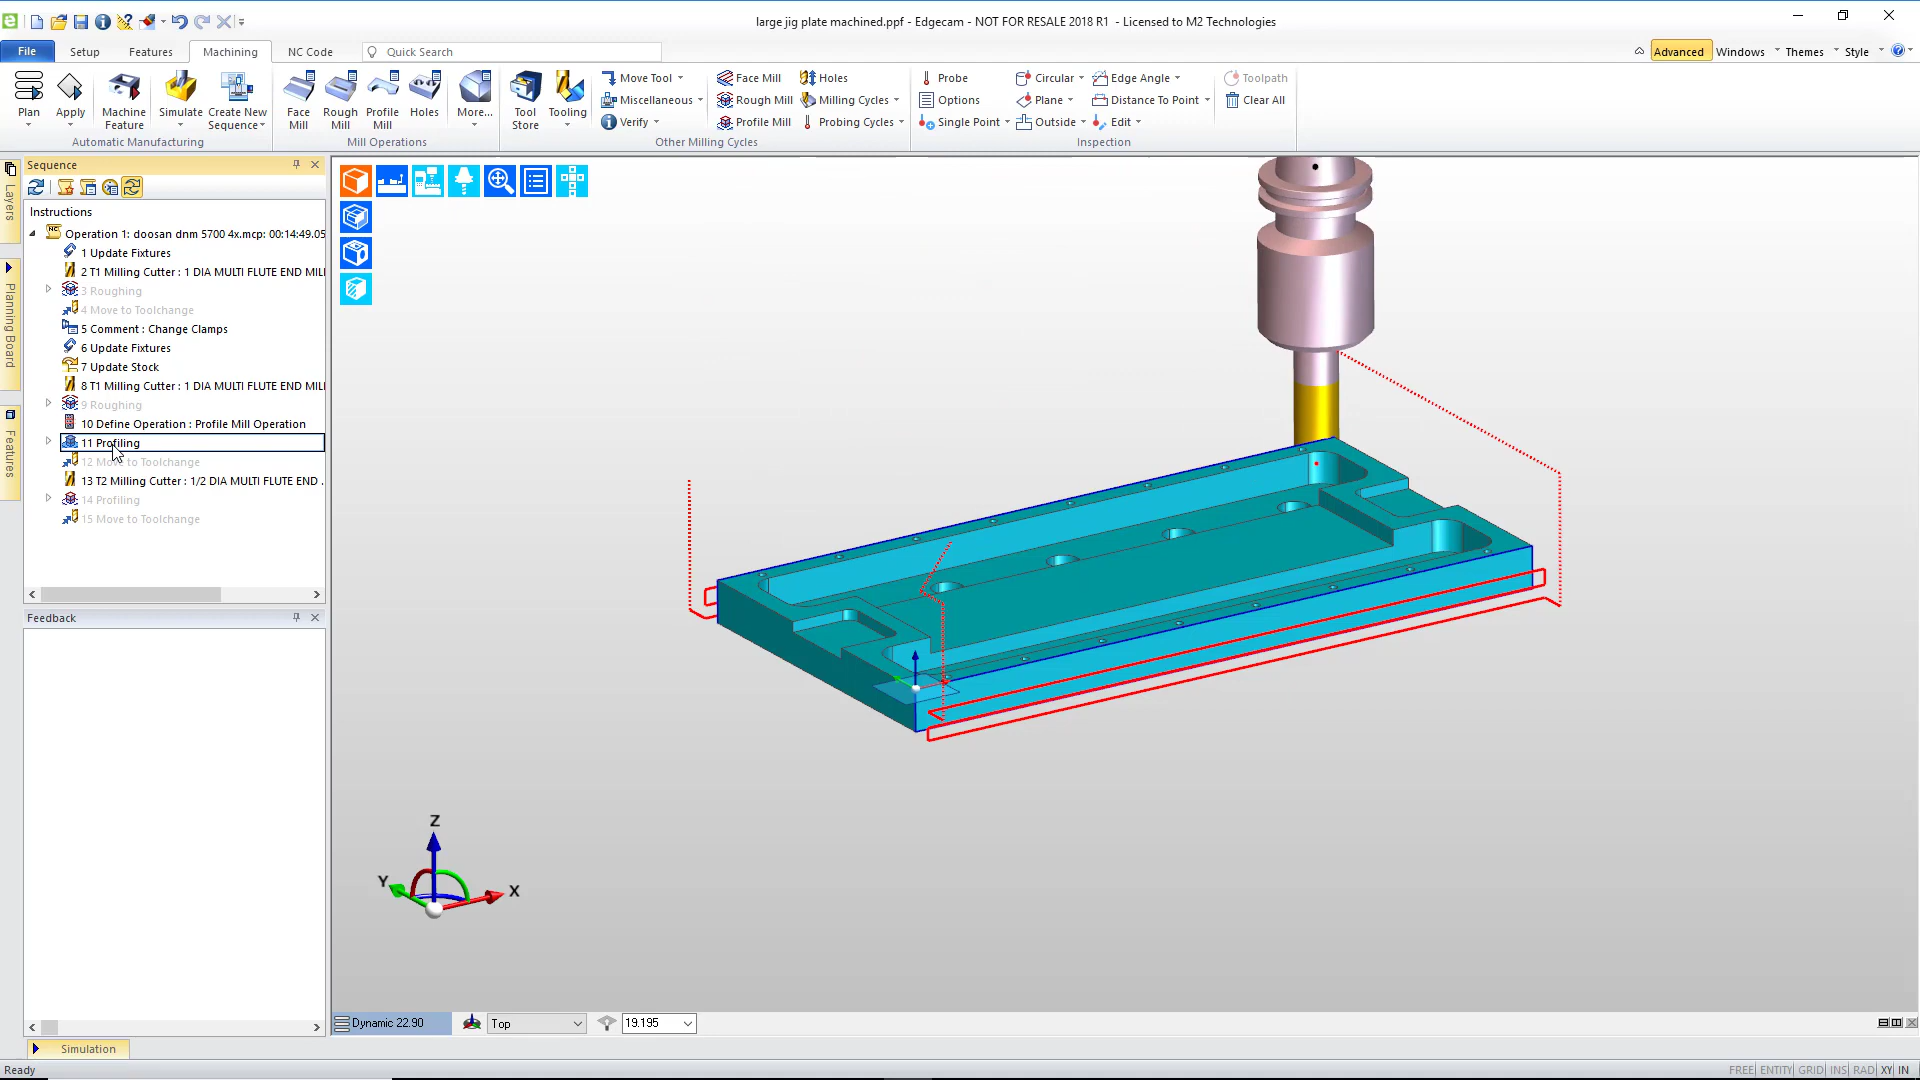 large jig plate machined.ppf - Edgecam - NOT FOR RESALE 2018 R1 - Licensed to M2 Technologies
File Setup Features Machining NC Code Quick Search Advanced Windows Themes Style
Plan
Apply
Machine Feature
Simulate
Create New Sequence
Automatic Manufacturing
Face Mill
Rough Mill
Profile Mill
Holes
More...
Mill Operations
Tool Store
Tooling
Move Tool
Miscellaneous
Verify
Face Mill
Rough Mill
Profile Mill
Holes
Milling Cycles
Probing Cycles
Other Milling Cycles
Probe
Options
Single Point
Circular
Plane
Outside
Edge Angle
Distance To Point
Edit
Inspection
Toolpath
Clear All
Layers
Planning Board
Features
Sequence
Instructions
NC
Operation 1: doosan dnm 5700 4x.mcp: 00:14:49.05
1 Update Fixtures
2 T1 Milling Cutter : 1 DIA MULTI FLUTE END MILL
3 Roughing
4 Move to Toolchange
5 Comment : Change Clamps
6 Update Fixtures
7 Update Stock
8 T1 Milling Cutter : 1 DIA MULTI FLUTE END MILL
9 Roughing
10 Define Operation : Profile Mill Operation
11 Profiling
12 Move to Toolchange
13 T2 Milling Cutter : 1/2 DIA MULTI FLUTE END .
14 Profiling
15 Move to Toolchange
Feedback
Z
Y
X
Dynamic 22.90 Top 19.195
Simulation
Ready FREE ENTITY GRID INS RAD XY IN